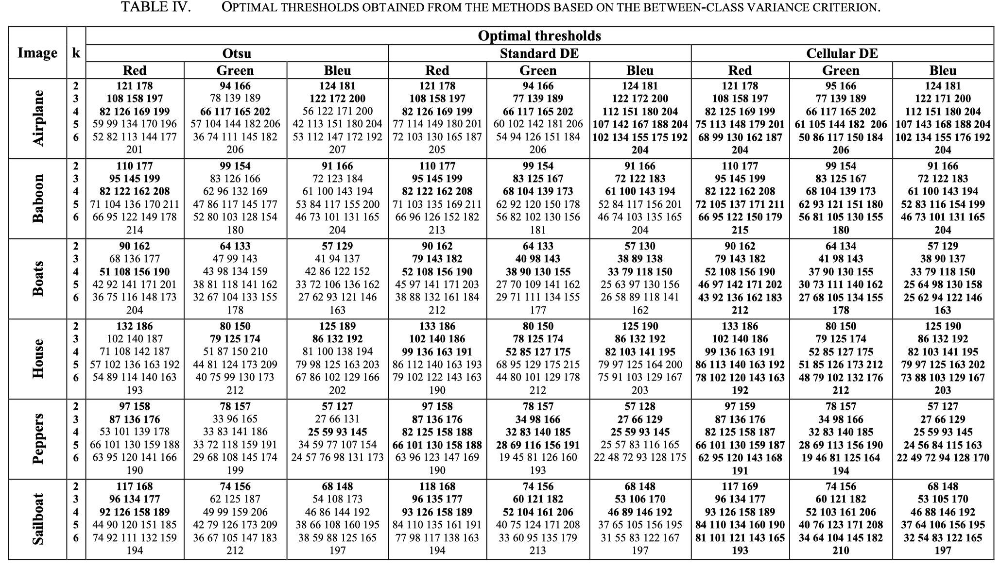 TABLE IV. OPTIMAL THRESHOLDS OBTAINED FROM THE METHODS BASED ON THE BETWEEN-CLASS VARIANCE CRITERION.
Image k Optimal thresholds
Otsu Standard DE Cellular DE
Red Green Bleu Red Green Bleu Red Green Bleu
Airplane
2 121 178 94 166 124 181 121 178 94 166 124 181 121 178 95 166 124 181
3 108 158 197 78 139 189 122 172 200 108 158 197 77 139 189 122 172 200 108 158 197 77 139 189 122 171 200
4 82 126 169 199 66 117 165 202 56 122 171 200 82 126 169 199 66 117 165 202 112 151 180 204 82 125 169 199 66 117 165 202 112 151 180 204
5 59 99 134 170 196 57 104 144 182 206 42 113 151 180 204 77 114 149 180 201 60 102 142 181 206 107 142 167 188 204 75 113 148 179 201 61 105 144 182 206 107 143 168 188 204
6 52 82 113 144 177 36 74 111 145 182 53 112 147 172 192 72 103 130 165 187 54 94 126 151 184 102 134 155 175 192 68 99 130 162 187 50 86 117 150 184 102 134 155 176 192
201 206 207 205 206 204 204 206 204
Baboon
2 110 177 99 154 91 166 110 177 99 154 91 166 110 177 99 154 91 166
3 95 145 199 83 126 166 72 123 184 95 145 199 83 125 167 72 122 183 95 145 199 83 125 167 72 122 183
4 82 122 162 208 62 96 132 169 61 100 143 194 82 122 162 208 68 104 139 173 61 100 143 194 82 122 162 208 68 104 139 173 61 100 143 194
5 71 104 136 170 211 47 86 117 145 177 53 84 117 155 200 71 103 135 169 211 62 92 120 150 178 52 84 117 156 201 72 105 137 171 211 62 93 121 151 180 52 83 116 154 199
6 66 95 122 149 178 52 80 103 128 154 46 73 101 131 165 66 96 126 152 182 56 82 102 130 156 46 74 103 135 165 66 95 122 150 179 56 81 105 130 155 46 73 101 131 165
214 180 204 213 181 204 215 180 204
Boats
2 90 162 64 133 57 129 90 162 64 133 57 130 90 162 64 134 57 129
3 68 136 177 47 99 143 41 94 137 79 143 182 40 98 143 38 89 138 79 143 182 41 98 143 38 90 137
4 51 108 156 190 43 98 134 159 42 86 122 152 52 108 156 190 38 90 130 155 33 79 118 150 52 108 156 190 37 90 130 155 33 79 118 150
5 42 92 141 171 201 38 81 118 141 162 33 72 106 136 162 45 97 141 171 203 27 70 109 141 162 25 63 97 130 156 46 97 142 171 202 30 73 111 140 162 25 64 98 130 158
6 36 75 116 148 173 32 67 104 133 155 27 62 93 121 146 38 88 132 161 184 29 71 111 134 155 26 58 89 118 141 43 92 136 162 183 27 68 105 134 155 25 62 94 122 146
204 178 163 212 177 162 212 178 163
House
2 132 186 80 150 125 189 133 186 80 150 125 190 133 186 80 150 125 190
3 102 140 187 79 125 174 86 132 192 102 140 186 78 125 174 86 132 192 102 140 186 79 125 174 86 132 192
4 71 108 142 187 51 87 150 210 81 100 138 194 99 136 163 191 52 85 127 175 82 103 141 195 99 136 163 191 52 85 127 175 82 103 141 195
5 57 102 136 163 192 44 81 124 173 209 79 98 125 163 203 86 112 140 163 193 68 95 129 175 215 79 97 125 164 200 86 113 140 163 192 51 85 126 173 212 79 97 125 163 202
6 54 89 114 140 163 40 75 99 130 173 67 86 102 129 166 79 102 122 143 163 44 80 101 129 178 75 91 103 129 167 78 102 120 143 163 48 79 102 132 176 73 88 103 129 167
193 212 202 190 212 203 192 212 203
Peppers
2 97 158 78 157 57 127 97 158 78 157 57 128 97 159 78 157 57 127
3 87 136 176 33 96 165 27 66 131 87 136 176 34 98 166 27 66 129 87 136 176 34 98 166 27 66 129
4 53 101 139 178 33 83 141 186 25 59 93 145 82 125 158 188 32 83 140 185 25 59 93 145 82 125 158 187 32 83 140 185 25 59 93 145
5 66 101 130 159 188 33 72 118 159 191 34 59 77 107 154 66 101 130 158 188 28 69 116 156 191 25 57 83 116 165 66 101 130 159 187 28 69 113 156 190 24 56 84 115 163
6 63 95 120 141 166 29 68 108 145 174 24 57 76 98 131 173 63 96 123 147 169 19 45 81 126 160 22 48 72 93 128 175 62 95 120 143 168 19 46 81 125 164 22 49 72 94 128 170
190 199 190 193 191 194
Sailboat
2 117 168 74 156 68 148 118 168 74 156 68 148 117 169 74 156 68 148
3 96 134 177 62 125 187 54 108 173 96 135 177 60 121 182 53 106 170 96 134 177 60 121 182 53 105 170
4 92 126 158 189 49 99 159 206 46 86 144 192 93 126 158 189 52 104 161 206 46 89 146 192 93 126 158 189 52 103 161 206 46 88 146 192
5 44 90 120 151 185 42 79 126 173 209 38 66 108 160 195 84 110 135 161 191 40 75 124 171 208 37 65 105 156 195 84 110 134 160 190 40 76 123 171 208 37 64 106 156 195
6 74 92 111 132 159 36 67 105 147 183 38 59 88 125 165 77 98 117 138 163 33 60 95 135 179 31 55 83 122 167 81 101 121 143 165 34 64 104 145 182 32 54 83 122 165
194 212 197 194 213 197 193 210 197